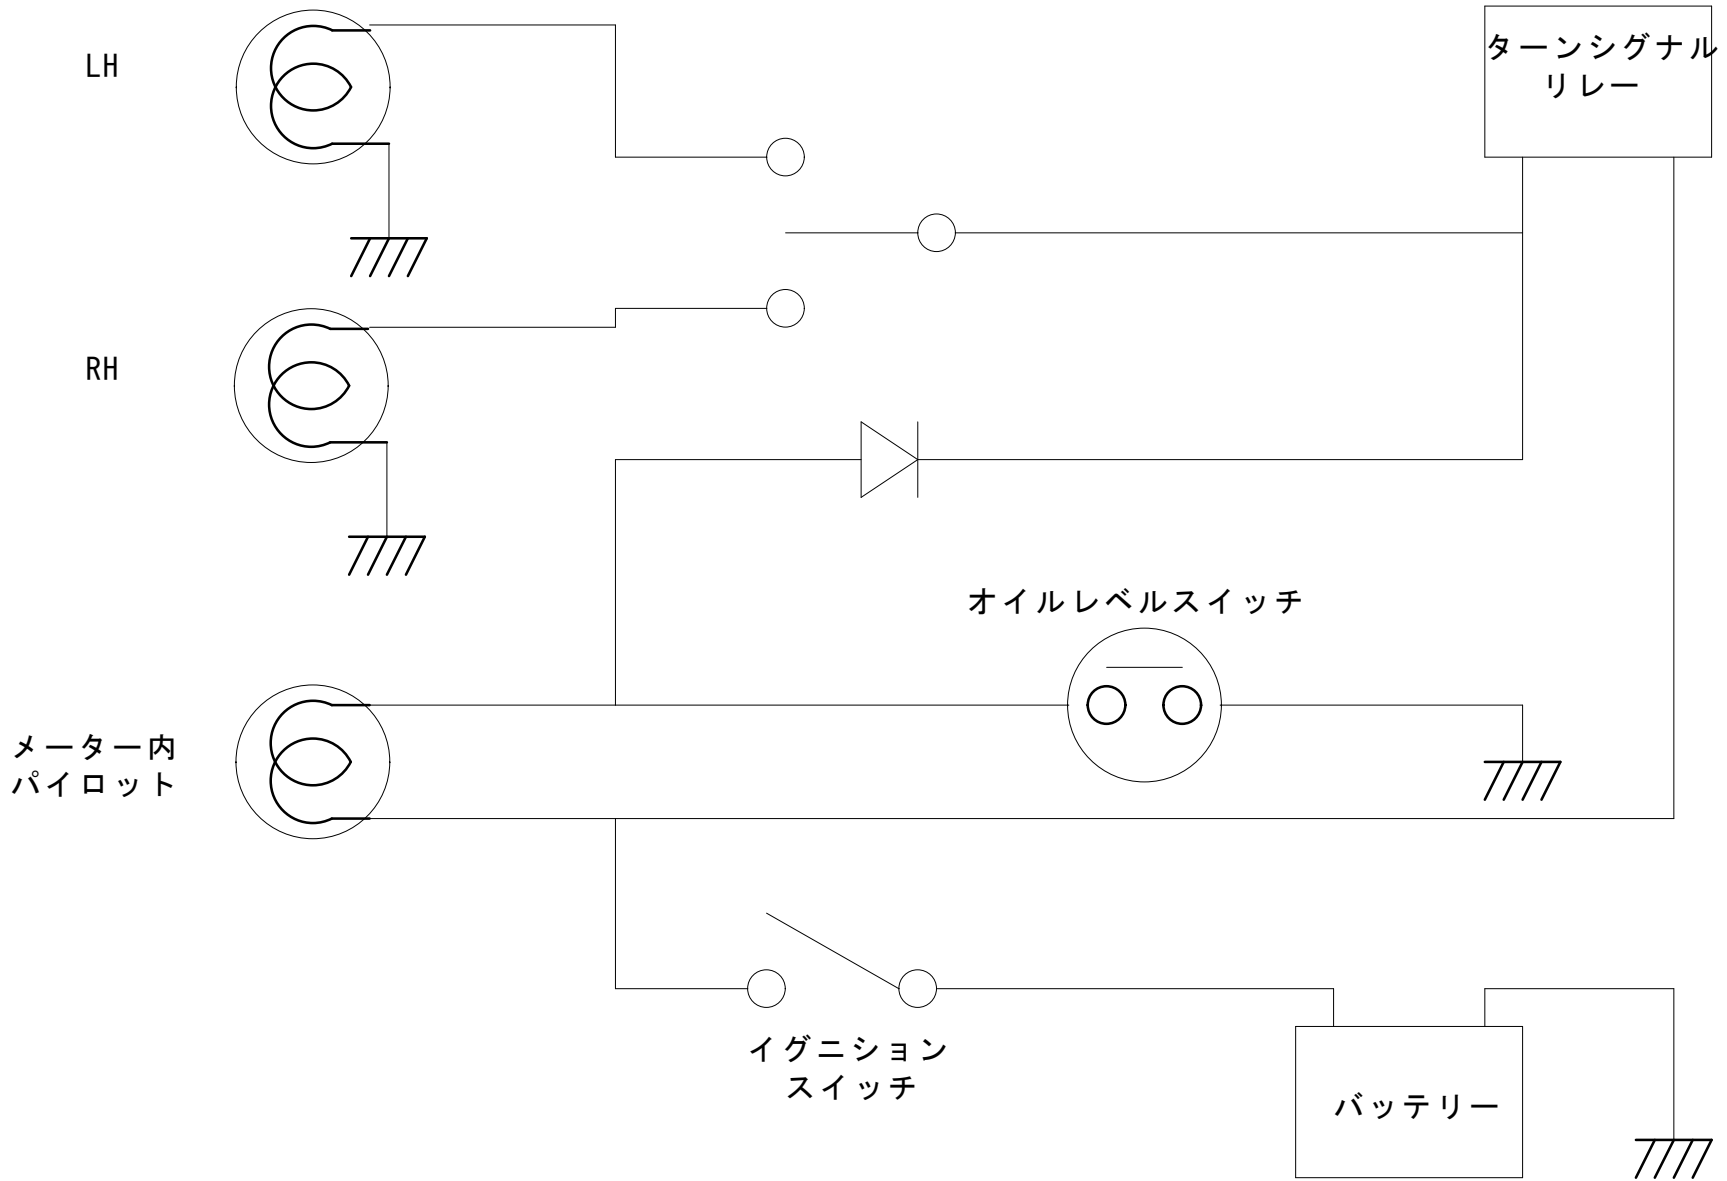 LH
ターンシグナル
リレー
RH
オイルレベルスイッチ
メーター内
パイロット
イグニション
スイッチ
バッテリー